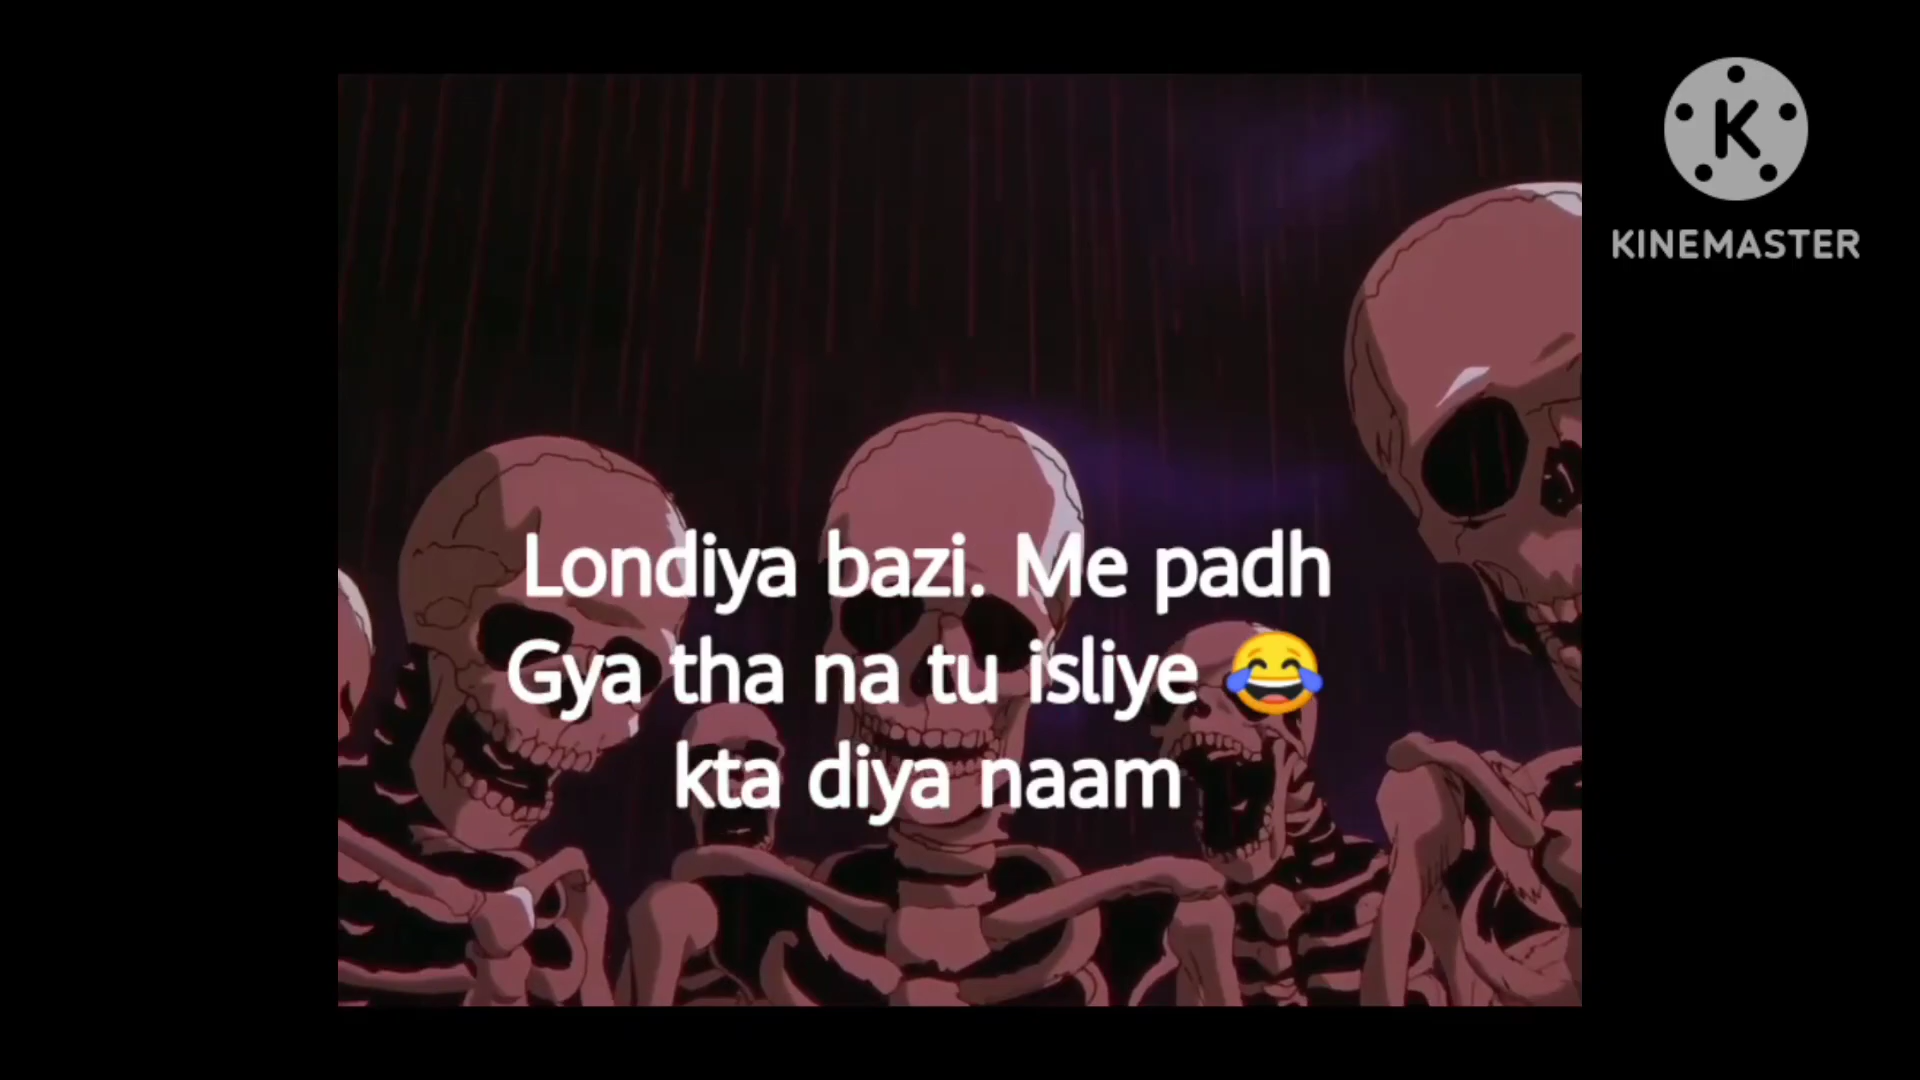 K
KINEMASTER
Londiya bazi. Me padh
Gya tha na tu isliye 😂
kta diya naam